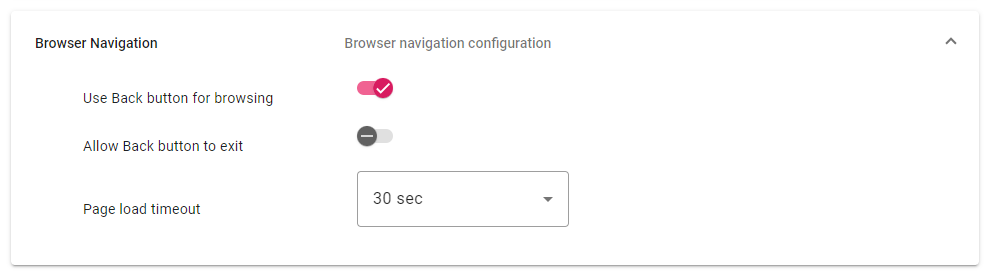 Browser Navigation Browser navigation configuration
Use Back button for browsing
Allow Back button to exit
Page load timeout 30 sec